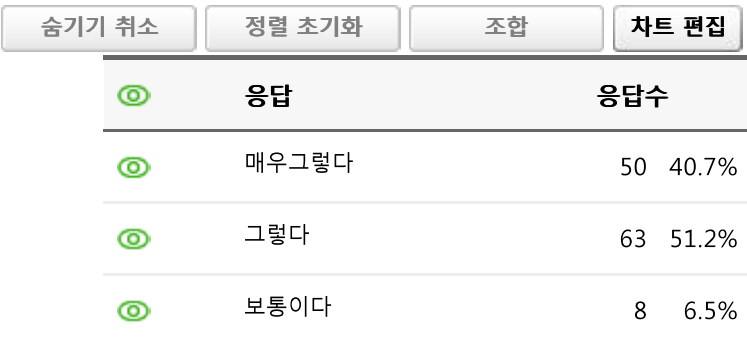 숨기기 취소 정렬 초기화 조합 차트 편집
응답 응답수
매우그렇다 50 40.7%
그렇다 63 51.2%
보통이다 8 6.5%